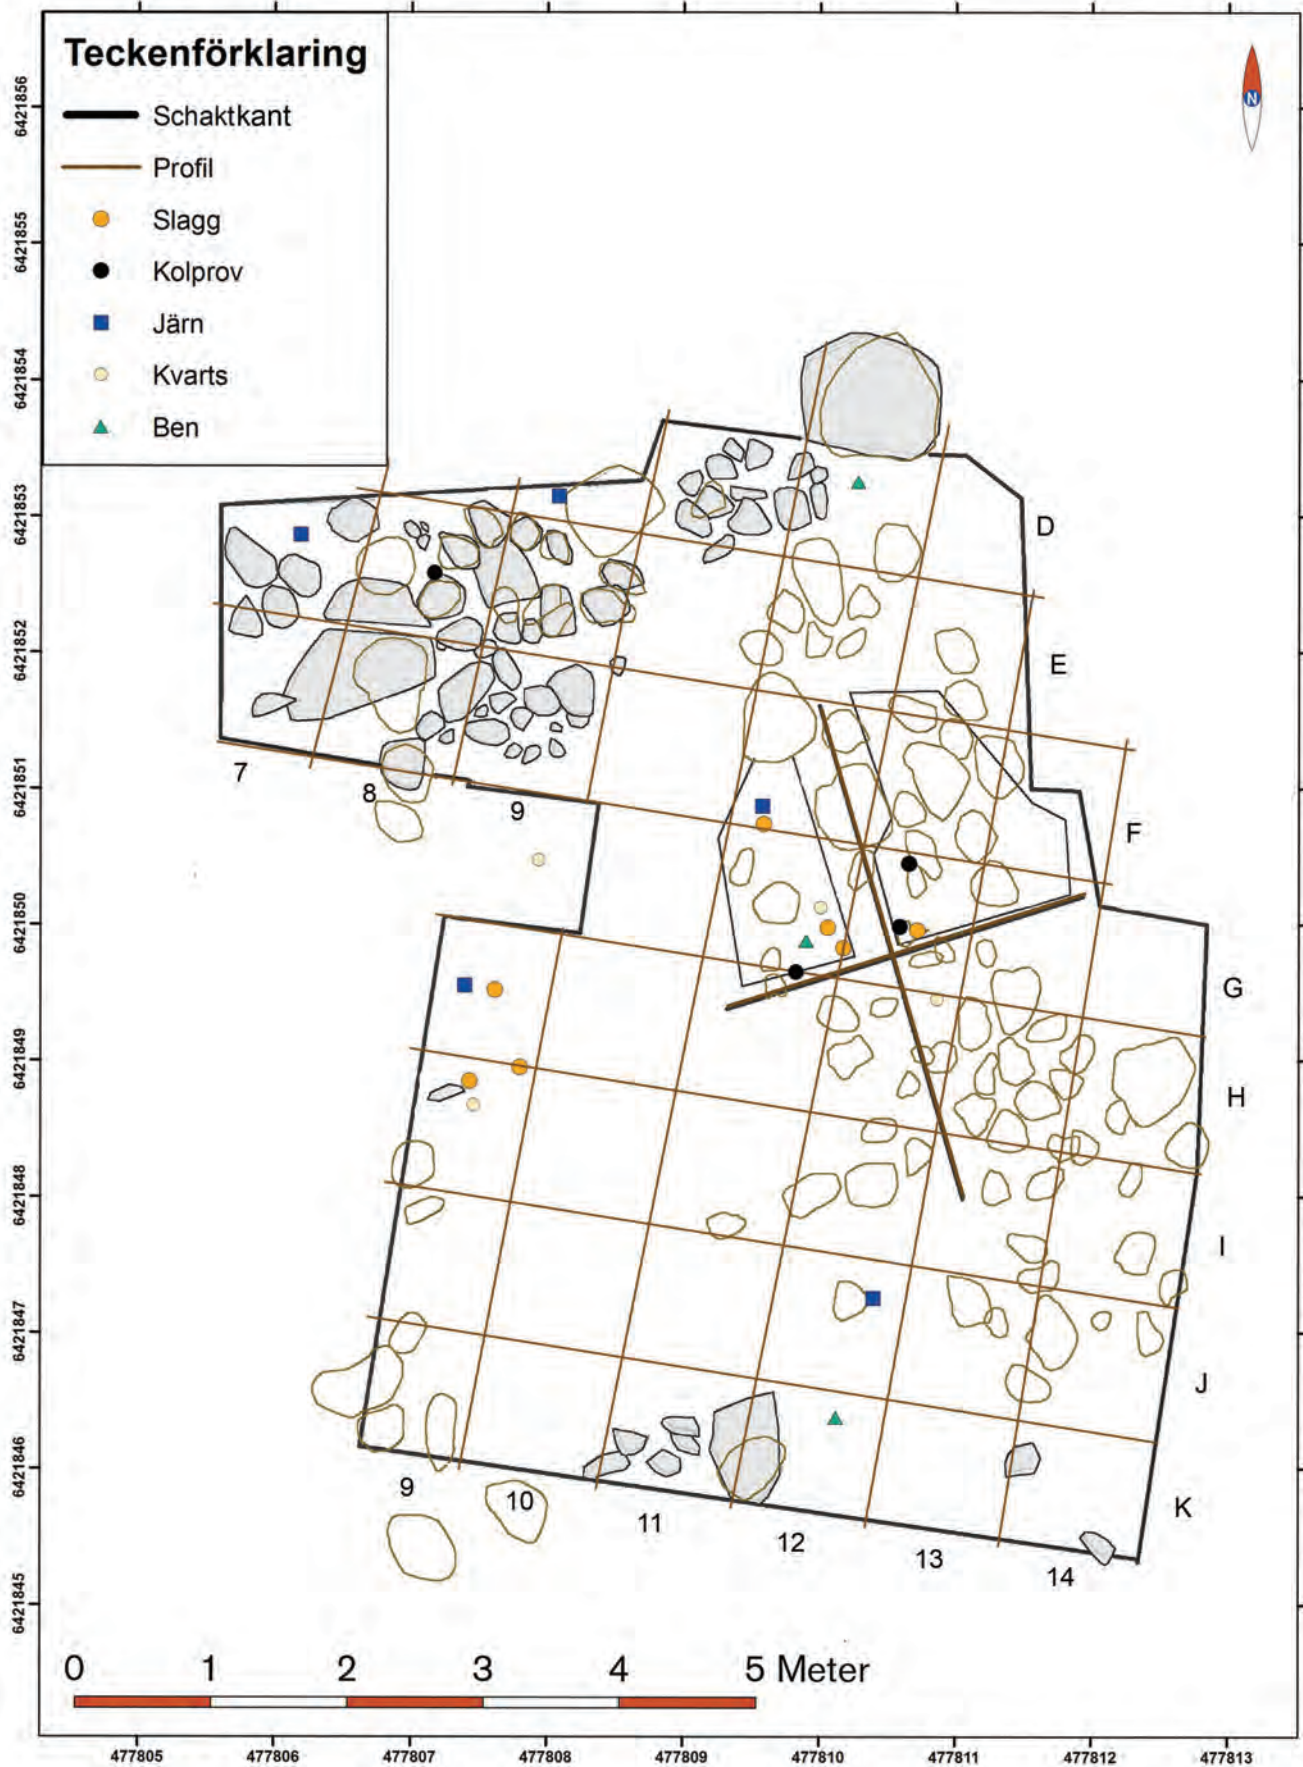 Teckenförklaring
Schaktkant
Profil
Slagg
Kolprov
Järn
Kvarts
Ben
N
6421856
6421855
6421854
6421853
6421852
6421851
6421850
6421849
6421848
6421847
6421846
6421845
D
E
F
G
H
I
J
K
7
8
9
9
10
11
12
13
14
0 1 2 3 4 5 Meter
477805 477806 477807 477808 477809 477810 477811 477812 477813